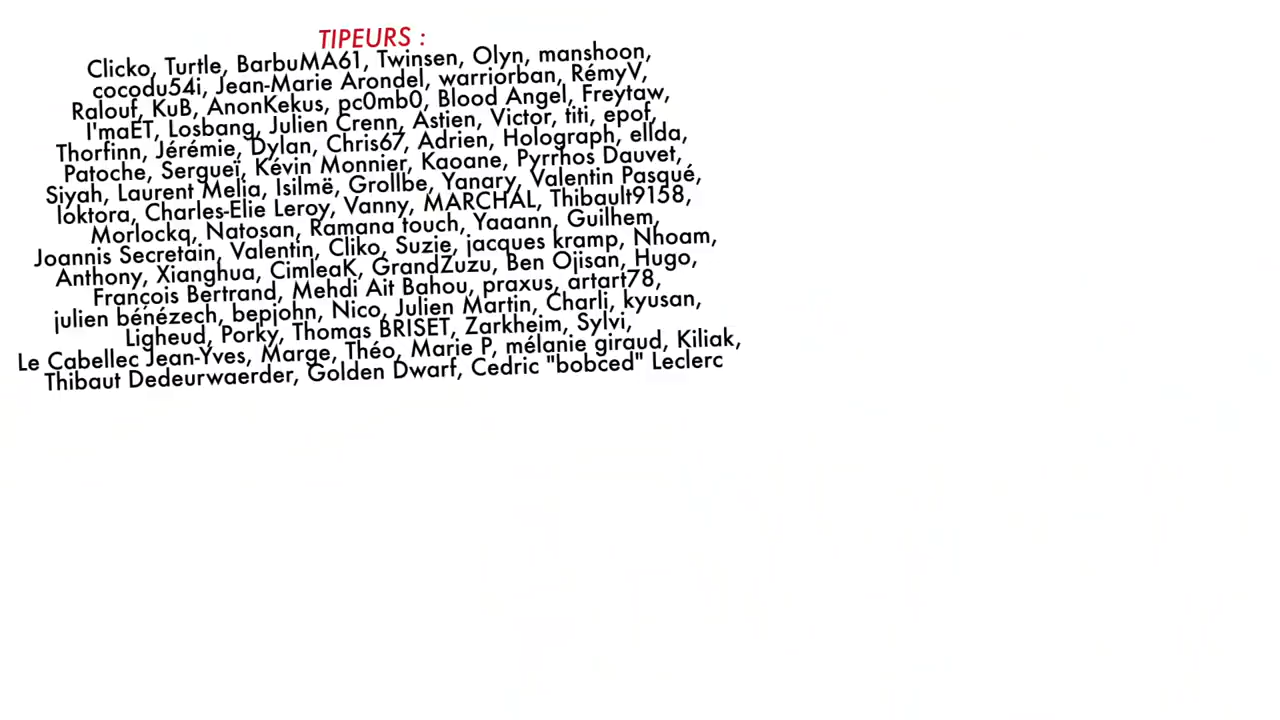 TIPEURS :
Clicko, Turtle, BarbuMA61, Twinsen, Olyn, manshoon,
cocodu54i, Jean-Marie Arondel, warriorban, RémyV,
Ralouf, KuB, AnonKekus, pc0mb0, Blood Angel, Freytaw,
I'maET, Losbang, Julien Crenn, Astien, Victor, titi, epof,
Thorfinn, Jérémie, Dylan, Chris67, Adrien, Holograph, ellda,
Patoche, Sergueï, Kévin Monnier, Kaoane, Pyrrhos Dauvet,
Siyah, Laurent Melia, Isilmë, Grollbe, Yanary, Valentin Pasqué,
loktora, Charles-Elie Leroy, Vanny, MARCHAL, Thibault9158,
Morlockq, Natosan, Ramana touch, Yaaann, Guilhem,
Joannis Secretain, Valentin, Cliko, Suzie, jacques kramp, Nhoam,
Anthony, Xianghua, CimleaK, GrandZuzu, Ben Ojisan, Hugo,
François Bertrand, Mehdi Ait Bahou, praxus, artart78,
julien bénézech, bepjohn, Nico, Julien Martin, Charli, kyusan,
Ligheud, Porky, Thomas BRISET, Zarkheim, Sylvi,
Le Cabellec Jean-Yves, Marge, Théo, Marie P, mélanie giraud, Kiliak,
Thibaut Dedeurwaerder, Golden Dwarf, Cedric "bobced" Leclerc